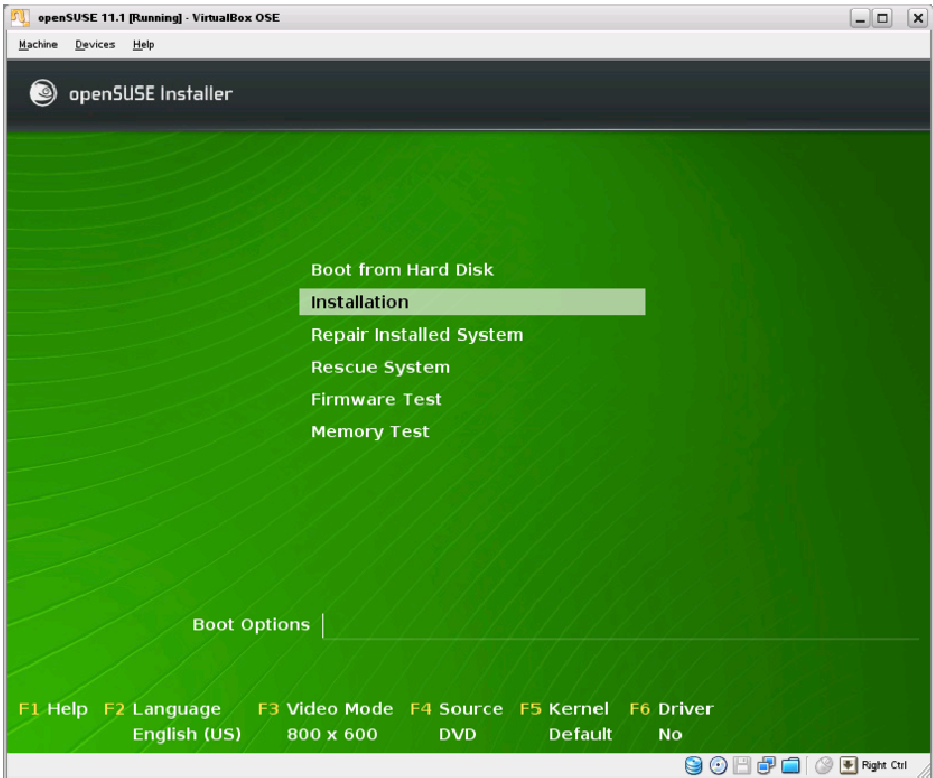 openSUSE 11.1 [Running] - VirtualBox OSE
Machine Devices Help
openSUSE Installer
Boot from Hard Disk
Installation
Repair Installed System
Rescue System
Firmware Test
Memory Test
Boot Options
F1 Help F2 Language F3 Video Mode F4 Source F5 Kernel F6 Driver
English (US) 800 x 600 DVD Default No
Right Ctrl